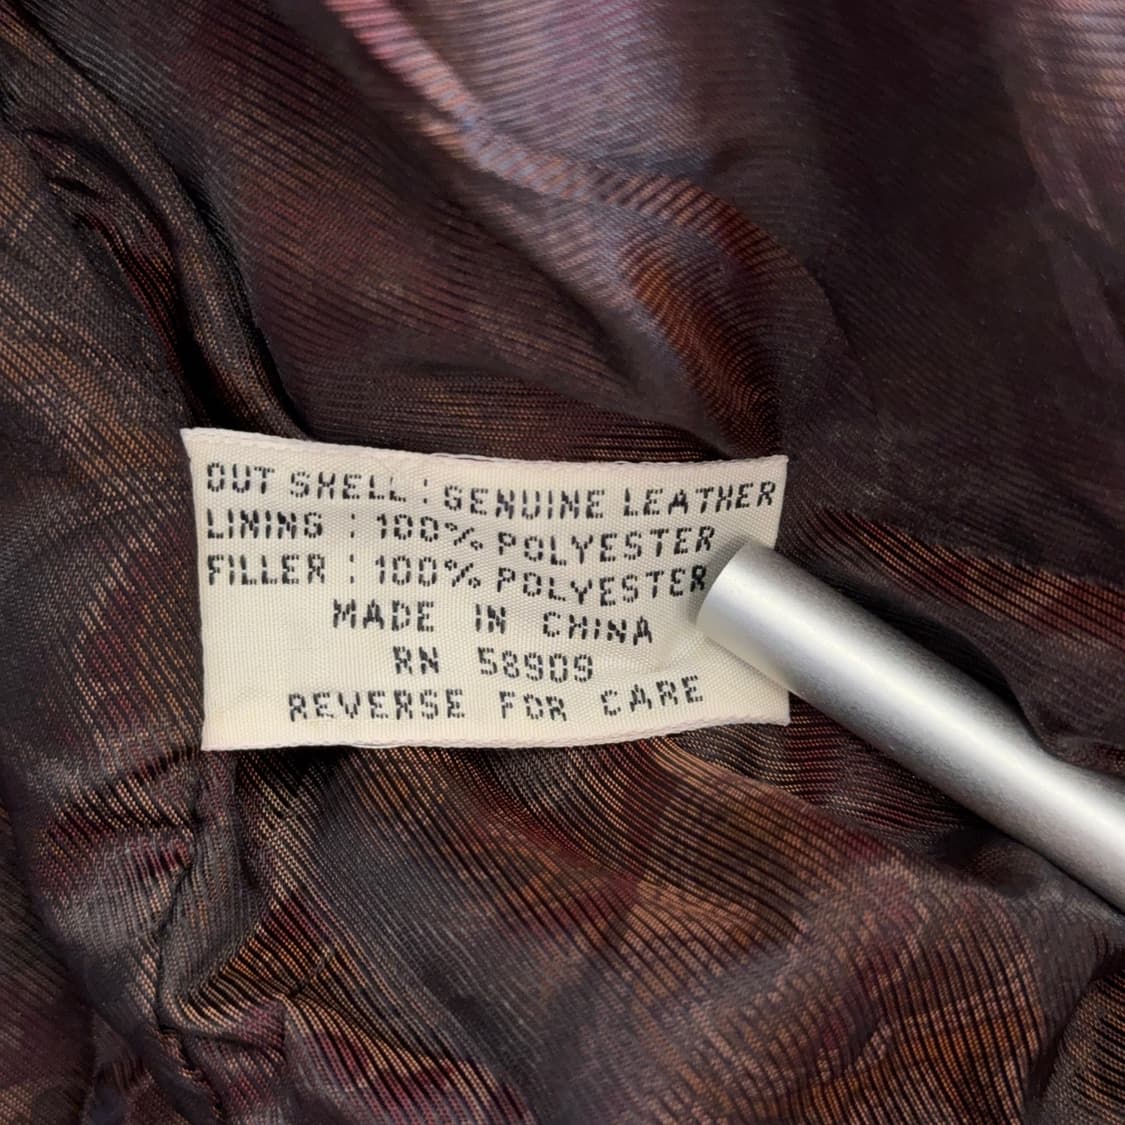 OUT SHELL : GENUINE LEATHER
LINING : 100% POLYESTER
FILLER : 100% POLYESTER
MADE IN CHINA
RN 58909
REVERSE FOR CARE